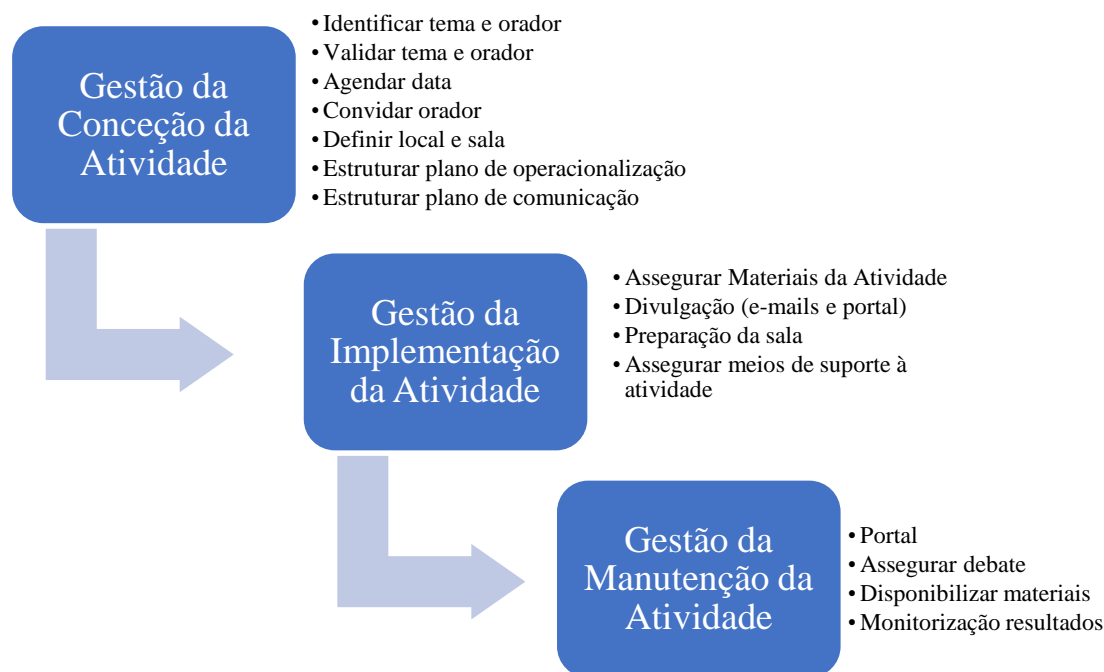 Gestão da
Conceção da
Atividade
• Identificar tema e orador
• Validar tema e orador
• Agendar data
• Convidar orador
• Definir local e sala
• Estruturar plano de operacionalização
• Estruturar plano de comunicação
Gestão da
Implementação
da Atividade
• Assegurar Materiais da Atividade
• Divulgação (e-mails e portal)
• Preparação da sala
• Assegurar meios de suporte à
atividade
Gestão da
Manutenção da
Atividade
• Portal
• Assegurar debate
• Disponibilizar materiais
• Monitorização resultados